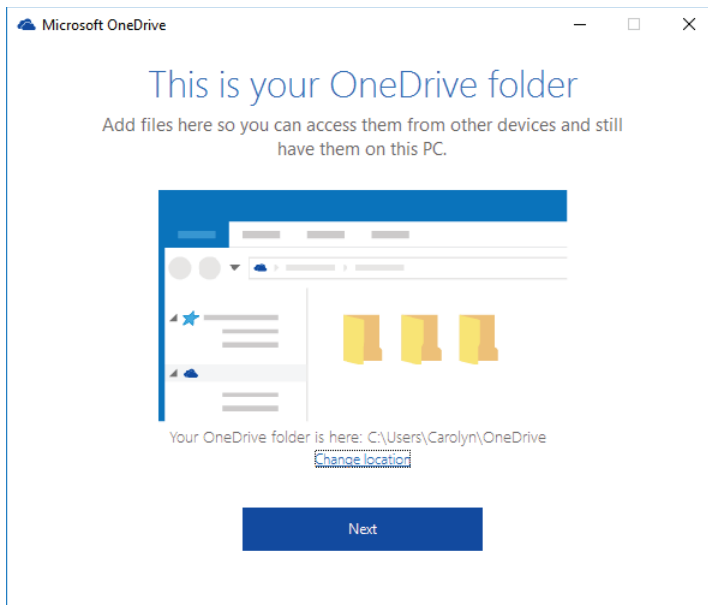 Microsoft OneDrive
This is your OneDrive folder
Add files here so you can access them from other devices and still
have them on this PC.
Your OneDrive folder is here: C:\Users\Carolyn\OneDrive
Change location
Next